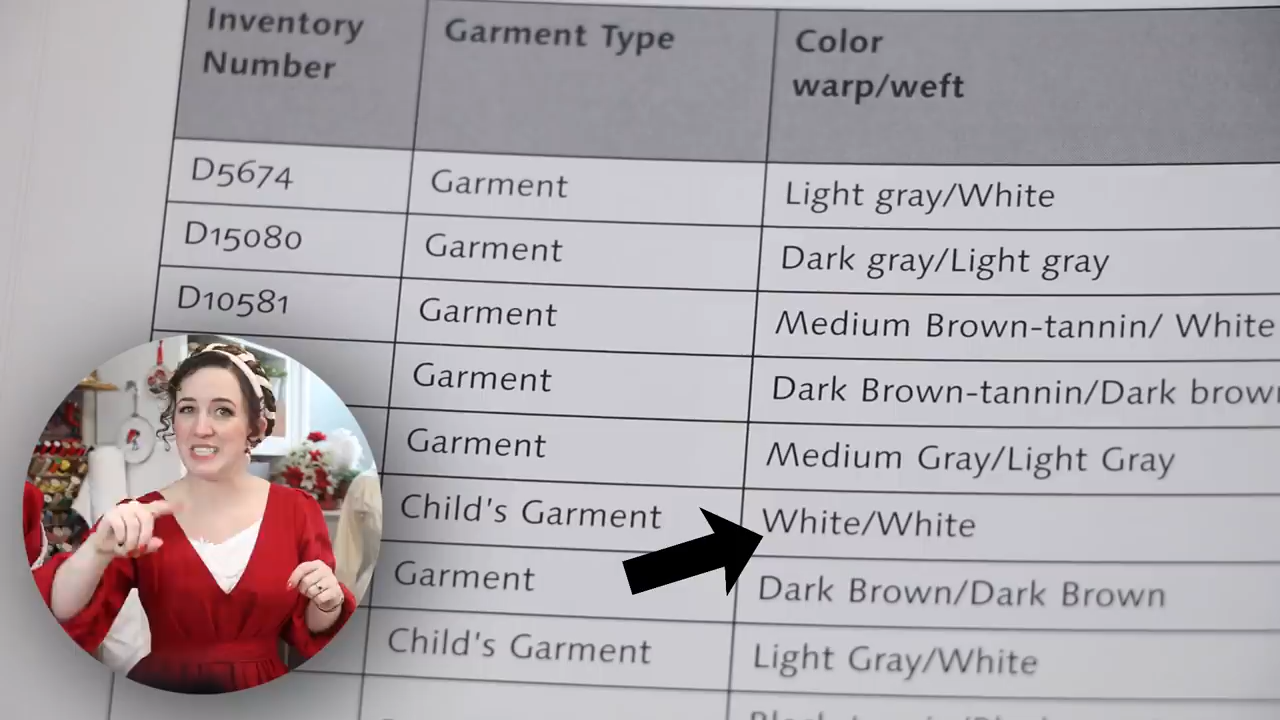 Inventory Number
Garment Type
Color warp/weft
D5674
Garment
Light gray/White
D15080
Garment
Dark gray/Light gray
D10581
Garment
Medium Brown-tannin/ White
Garment
Dark Brown-tannin/Dark brown
Garment
Medium Gray/Light Gray
Child's Garment
White/White
Garment
Dark Brown/Dark Brown
Child's Garment
Light Gray/White